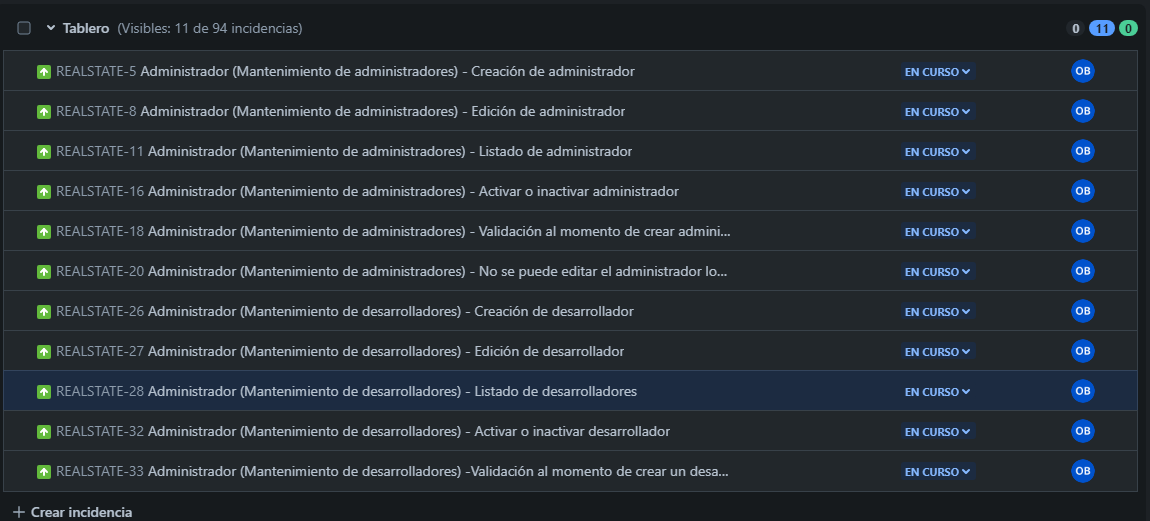 Tablero (Visibles: 11 de 94 incidencias) 0 11 0
REALSTATE-5 Administrador (Mantenimiento de administradores) - Creación de administrador EN CURSO OB
REALSTATE-8 Administrador (Mantenimiento de administradores) - Edición de administrador EN CURSO OB
REALSTATE-11 Administrador (Mantenimiento de administradores) - Listado de administrador EN CURSO OB
REALSTATE-16 Administrador (Mantenimiento de administradores) - Activar o inactivar administrador EN CURSO OB
REALSTATE-18 Administrador (Mantenimiento de administradores) - Validación al momento de crear admini... EN CURSO OB
REALSTATE-20 Administrador (Mantenimiento de administradores) - No se puede editar el administrador lo... EN CURSO OB
REALSTATE-26 Administrador (Mantenimiento de desarrolladores) - Creación de desarrollador EN CURSO OB
REALSTATE-27 Administrador (Mantenimiento de desarrolladores) - Edición de desarrollador EN CURSO OB
REALSTATE-28 Administrador (Mantenimiento de desarrolladores) - Listado de desarrolladores EN CURSO OB
REALSTATE-32 Administrador (Mantenimiento de desarrolladores) - Activar o inactivar desarrollador EN CURSO OB
REALSTATE-33 Administrador (Mantenimiento de desarrolladores) -Validación al momento de crear un desa... EN CURSO OB
+ Crear incidencia